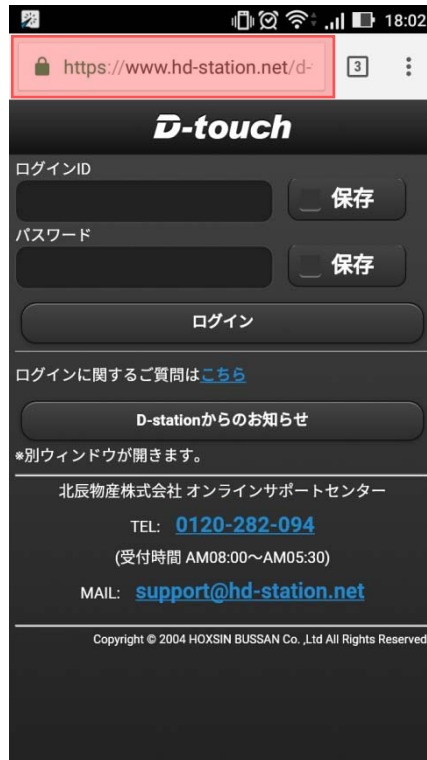 18:02
https://www.hd-station.net/d-
3
D-touch
ログインID
保存
パスワード
保存
ログイン
ログインに関するご質問はこちら
D-stationからのお知らせ
※別ウィンドウが開きます。
北辰物産株式会社 オンラインサポートセンター
TEL: 0120-282-094
(受付時間 AM08:00～AM05:30)
MAIL: support@hd-station.net
Copyright © 2004 HOXSIN BUSSAN Co. ,Ltd All Rights Reserved